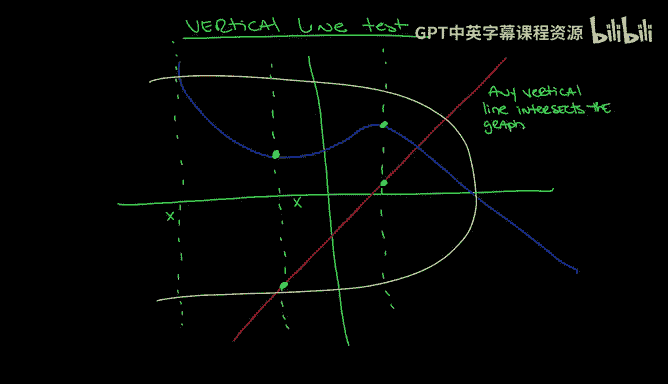 VERTICAL LINE TEST
GPT中英字幕课程资源 bilibili
Any vertical
line intersects the
graph
x
x